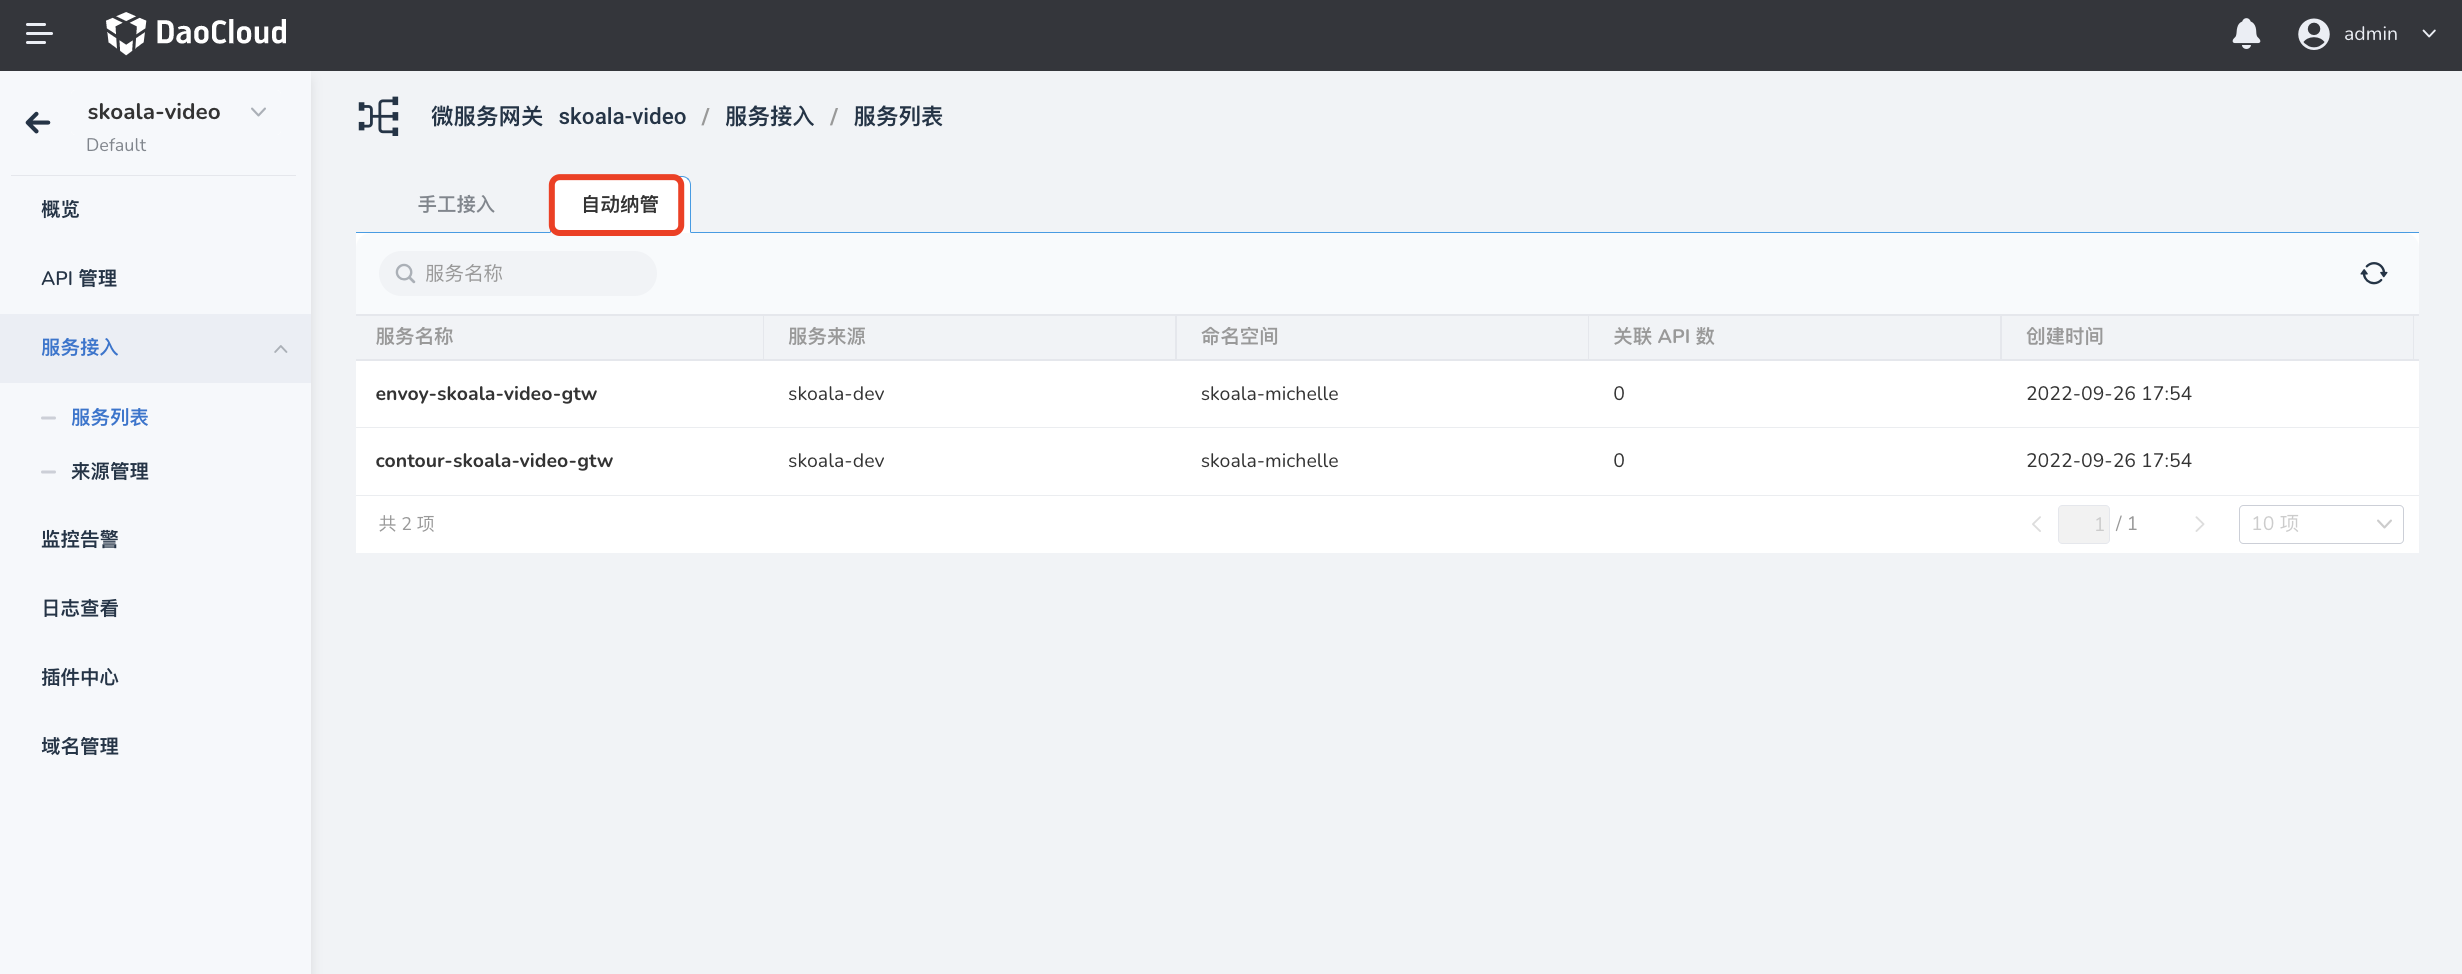 DaoCloud
admin
skoala-video
Default
概览
API 管理
服务接入
服务列表
来源管理
监控告警
日志查看
插件中心
域名管理
微服务网关 skoala-video / 服务接入 / 服务列表
手工接入 自动纳管
服务名称
服务名称 服务来源 命名空间 关联 API 数 创建时间
envoy-skoala-video-gtw skoala-dev skoala-michelle 0 2022-09-26 17:54
contour-skoala-video-gtw skoala-dev skoala-michelle 0 2022-09-26 17:54
共 2 项 1 / 1 10 项